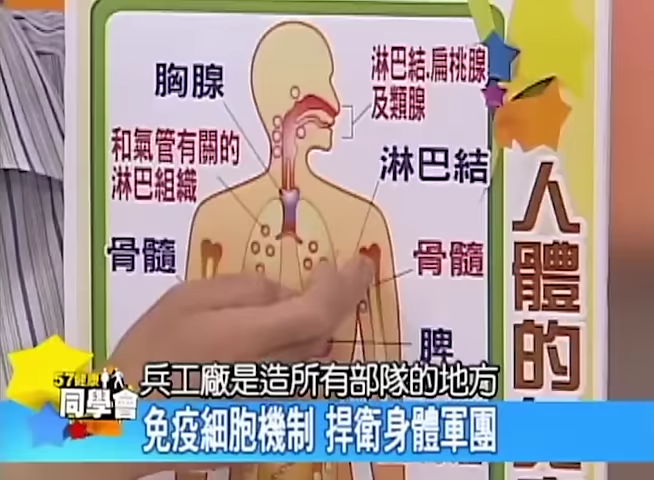 胸腺
淋巴結.扁桃腺
及類腺
和氣管有關的
淋巴組織
淋巴結
骨髓
骨髓
脾
人體的
兵工廠是造所有部隊的地方
57健康
同學會
免疫細胞機制 捍衛身體軍團